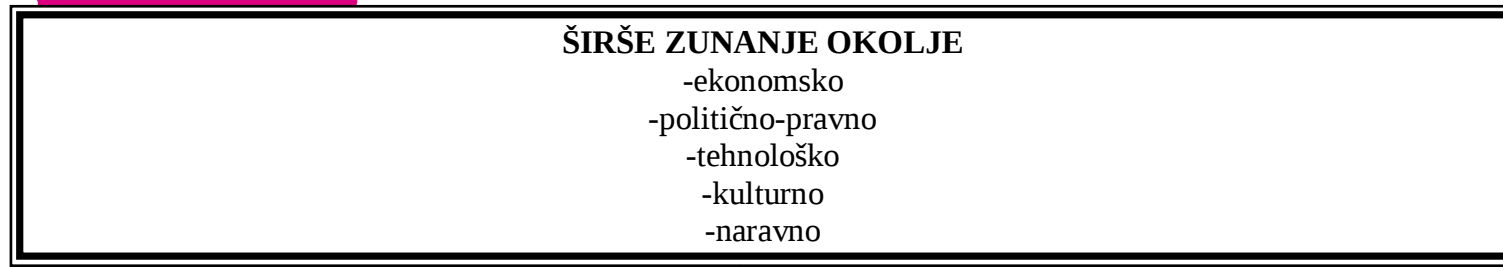 ŠIRŠE ZUNANJE OKOLJE
-ekonomsko
-politično-pravno
-tehnološko
-kulturno
-naravno